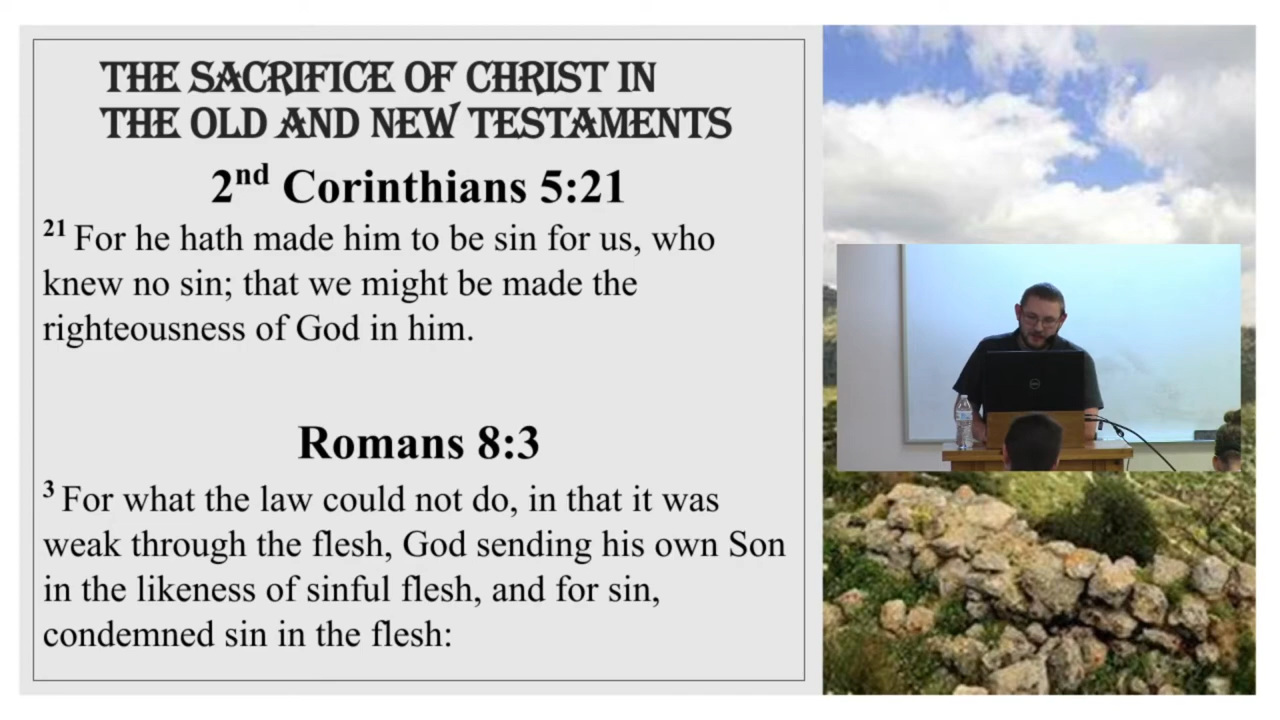 THE SACRIFICE OF CHRIST IN
THE OLD AND NEW TESTAMENTS
2nd Corinthians 5:21
21 For he hath made him to be sin for us, who
knew no sin; that we might be made the
righteousness of God in him.
Romans 8:3
3 For what the law could not do, in that it was
weak through the flesh, God sending his own Son
in the likeness of sinful flesh, and for sin,
condemned sin in the flesh: